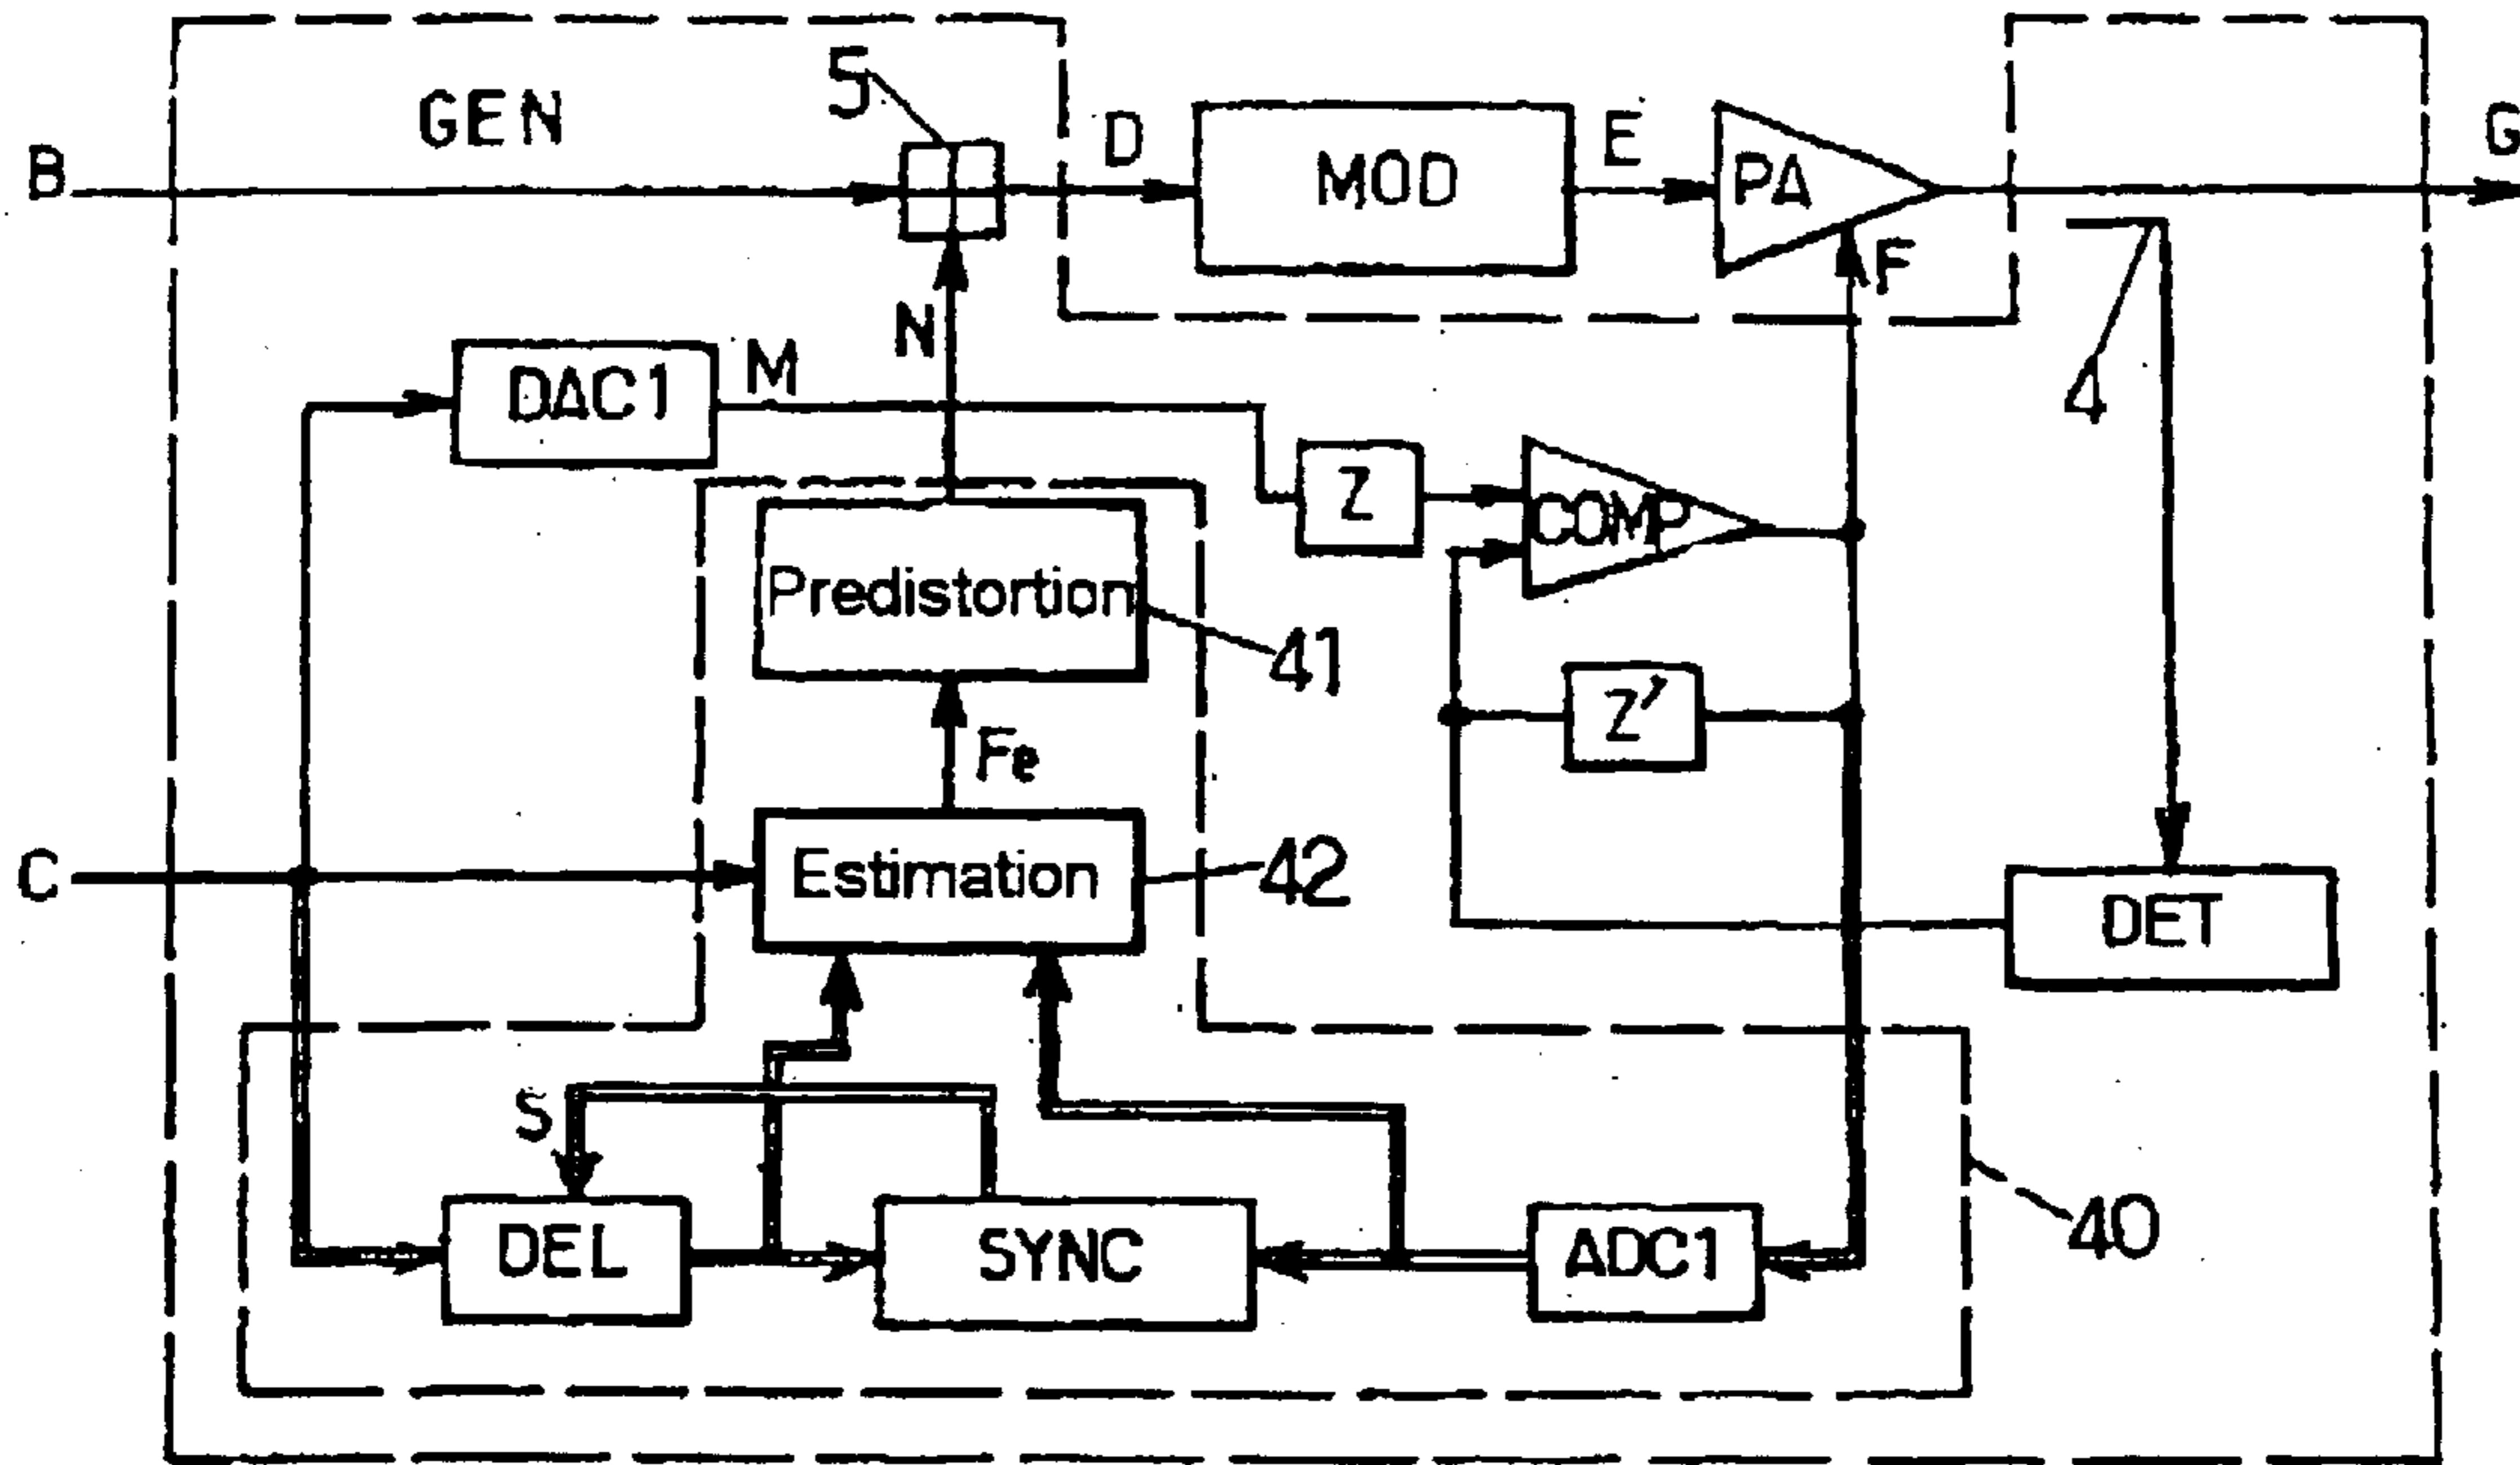 GEN
5
B
D
MOD
E
PA
G
F
N
DAC1
M
4
Z
COMP
Predistortion
41
Z'
Fe
C
Estimation
42
DET
S
DEL
SYNC
ADC1
40